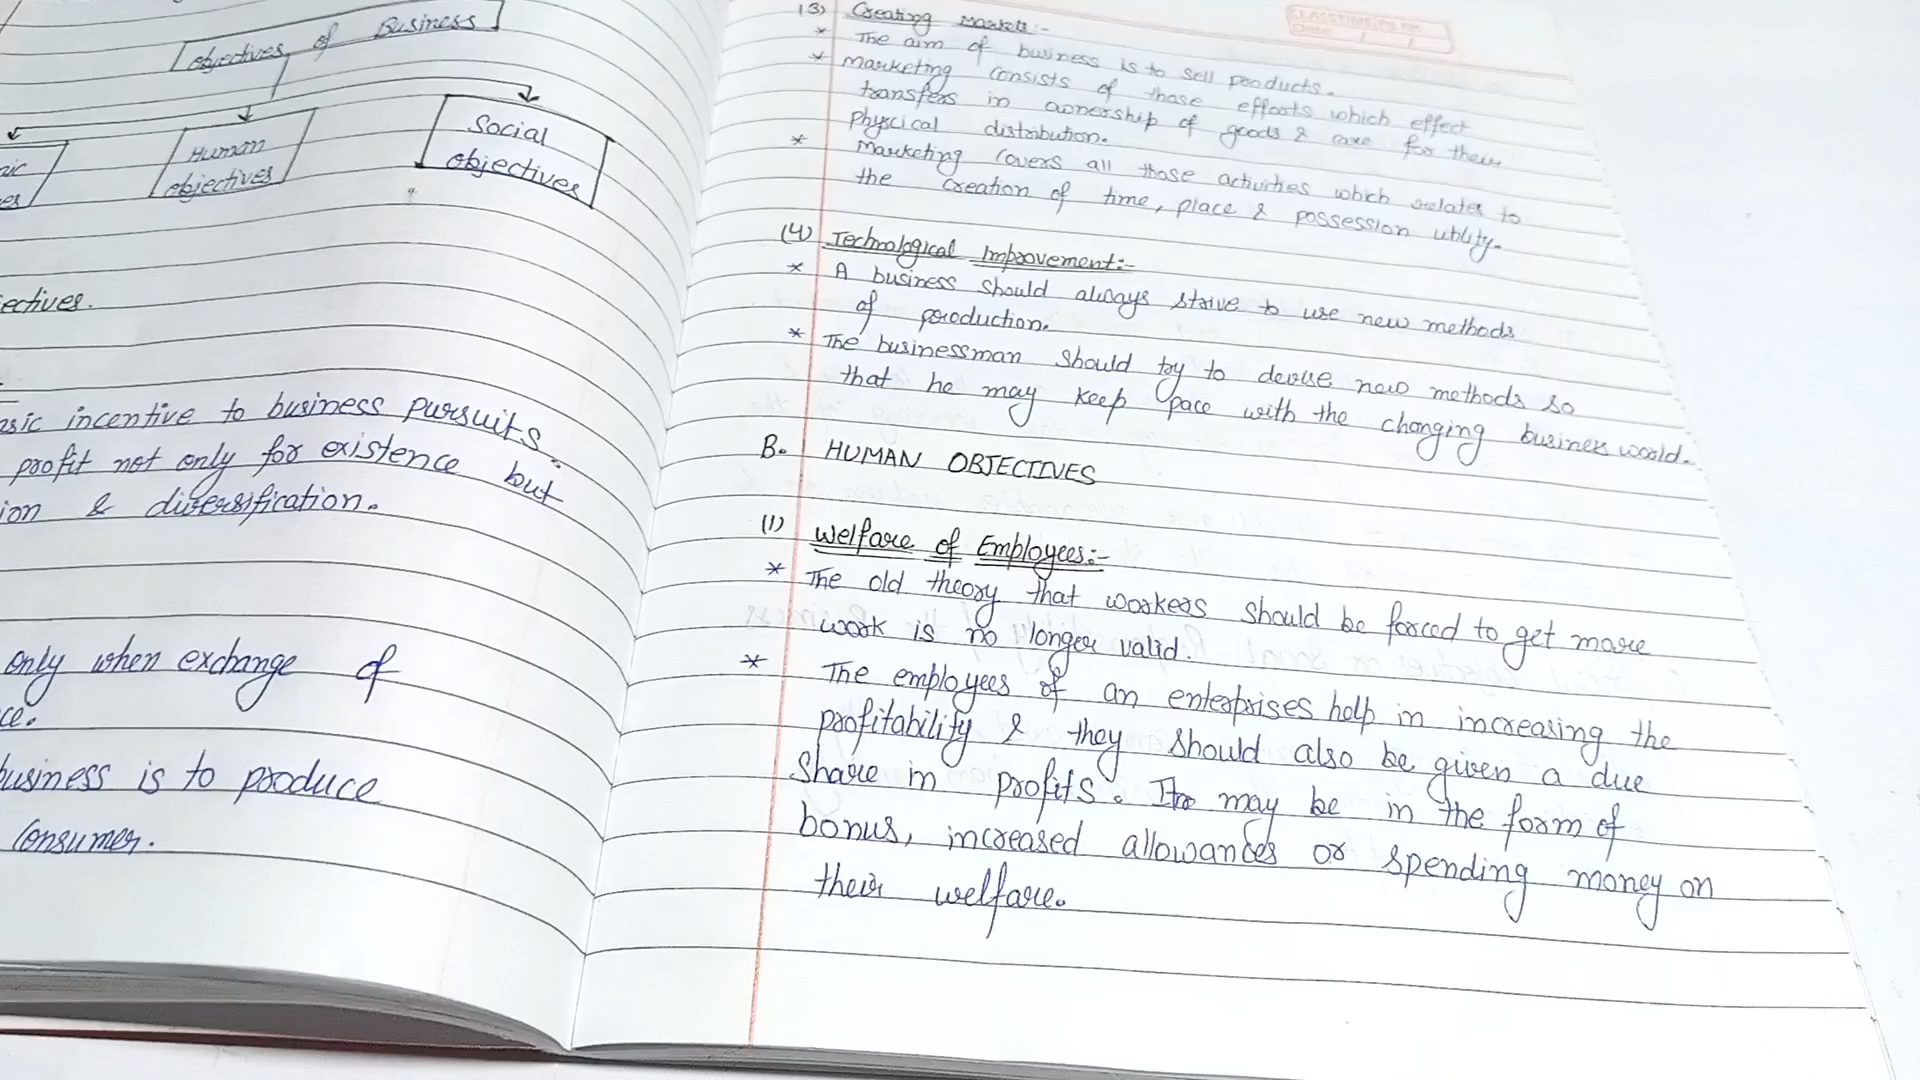 Objectives of Business
Human
objectives
Social
objectives
ectives.
incentive to business pursuits.
profit not only for existence but
ion & diversification.
only when exchange of
ce.
business is to produce
Consumer.
(3) Creating Markets:-
* The aim of business is to sell products.
* Marketing consists of those efforts which effect
transfers in ownership of goods & care for their
physcical distribution.
* Marketing covers all those activities which relates to
the creation of time, place & possession utility.
(4) Technological Improvement:-
* A business should always strive to use new methods
of production.
* The businessman should try to devise new methods so
that he may keep pace with the changing business world.
B. HUMAN OBJECTIVES
(1) Welfare of Employees:-
* The old theory that workers should be forced to get more
work is no longer valid.
* The employees of an enterprises help in increasing the
profitability & they should also be given a due
share in profits. It may be in the form of
bonus, increased allowances or spending money on
their welfare.